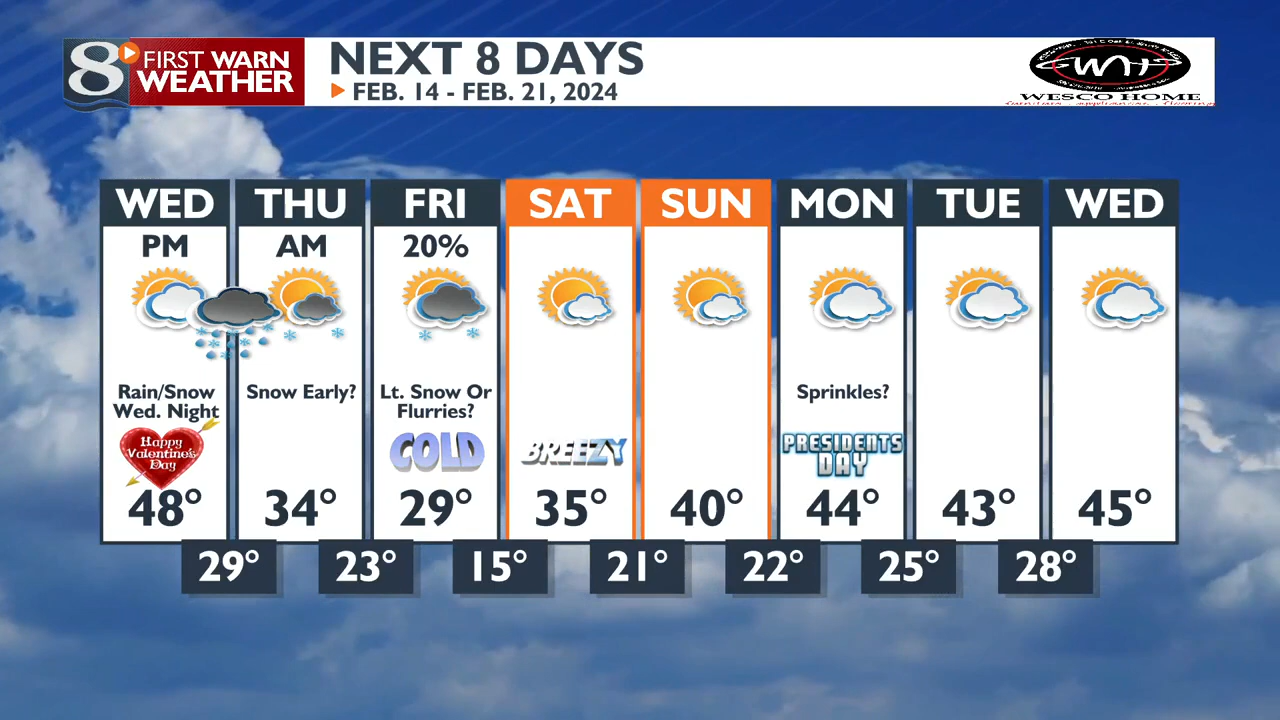 8 FIRST WARN
WEATHER
NEXT 8 DAYS
FEB. 14 - FEB. 21, 2024
WH
WESCO HOME
WED THU FRI SAT SUN MON TUE WED
PM AM 20%
Rain/Snow
Wed. Night
Snow Early?
Lt. Snow Or
Flurries?
Sprinkles?
Happy
Valentine's
Day
COLD
BREEZY
PRESIDENTS
DAY
48° 34° 29° 35° 40° 44° 43° 45°
29° 23° 15° 21° 22° 25° 28°